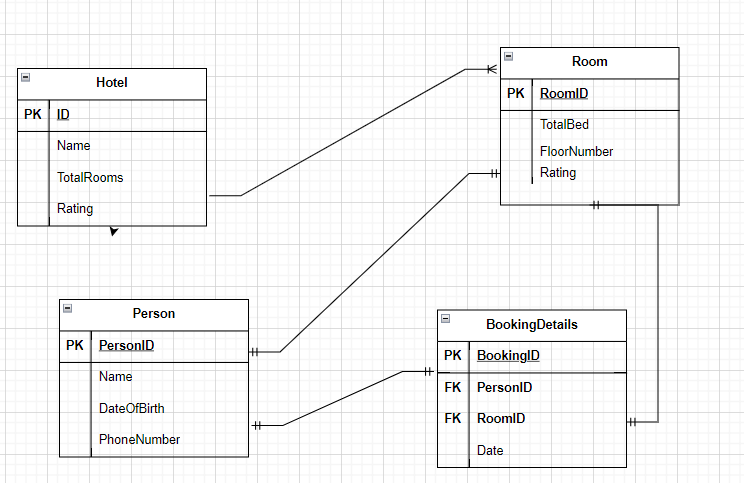 Hotel
PK ID
Name
TotalRooms
Rating
Room
PK RoomID
TotalBed
FloorNumber
Rating
Person
PK PersonID
Name
DateOfBirth
PhoneNumber
BookingDetails
PK BookingID
FK PersonID
FK RoomID
Date